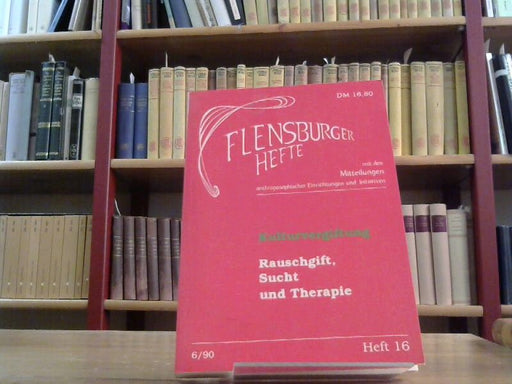 DM 16.80
FLENSBURGER
HEFTE
mit den
Mitteilungen
anthroposophischer Einrichtungen und Initiativen
Kulturvergiftung
Rauschgift,
Sucht
und Therapie
6/90 Heft 16